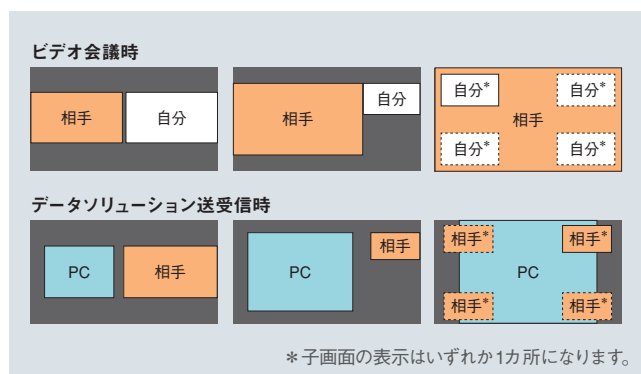 ビデオ会議時
相手 自分
相手 自分
自分* 自分*
相手
自分* 自分*
データソリューション送受信時
PC 相手
PC 相手
相手* 相手*
PC
相手* 相手*
*子画面の表示はいずれか1カ所になります。